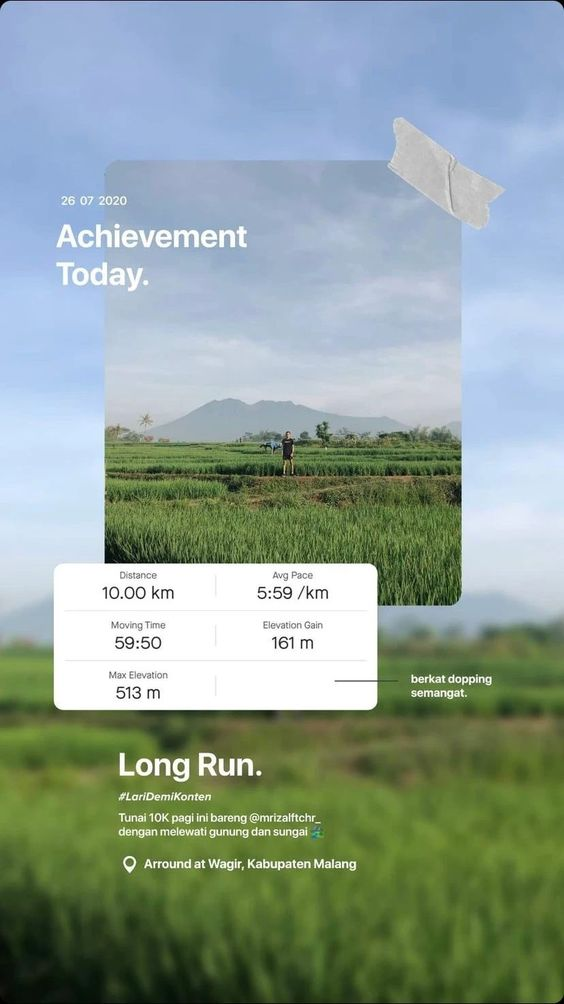 26 07 2020
Achievement
Today.
Distance
10.00 km
Avg Pace
5:59 /km
Moving Time
59:50
Elevation Gain
161 m
Max Elevation
513 m
berkat dopping
semangat.
Long Run.
#LariDemiKonten
Tunai 10K pagi ini bareng @mrizalftchr_
dengan melewati gunung dan sungai 🏞️
Arround at Wagir, Kabupaten Malang